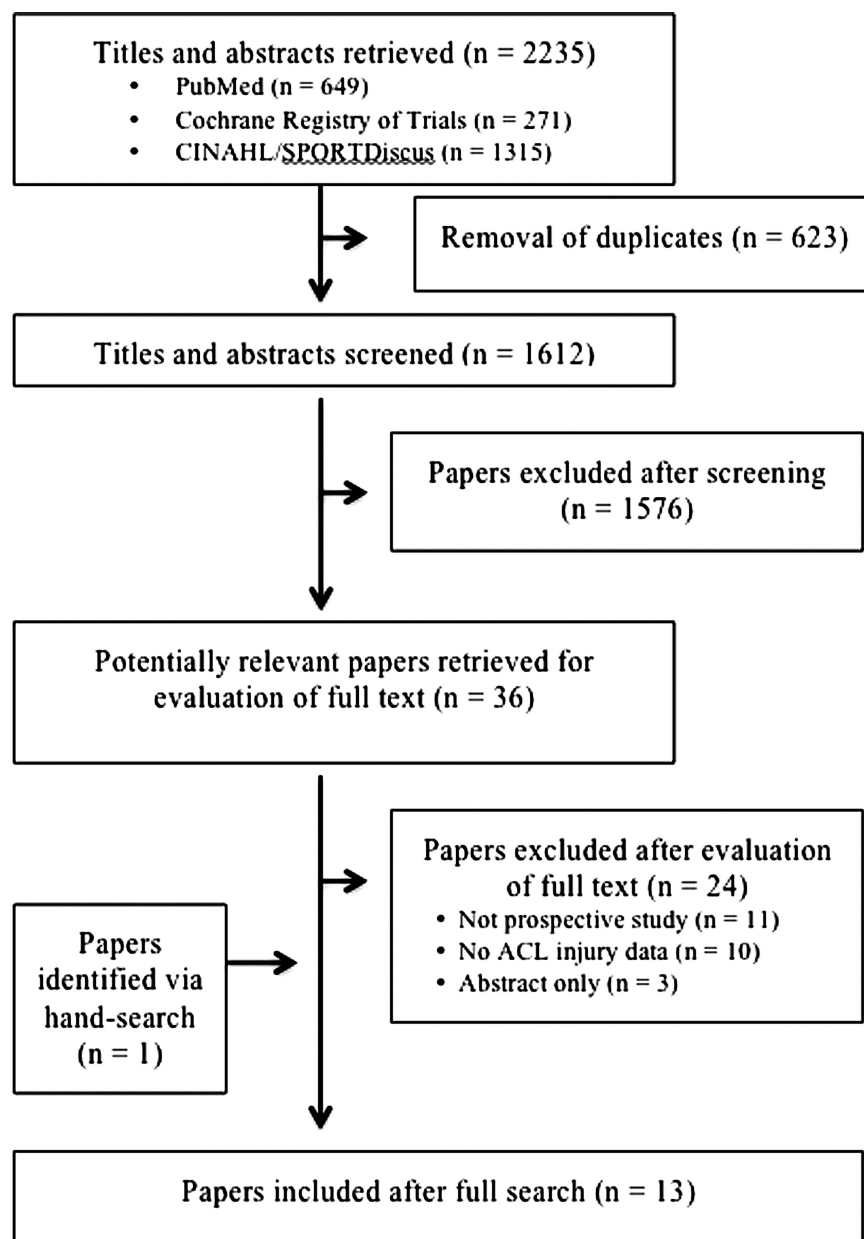 Titles and abstracts retrieved (n = 2235)
• PubMed (n = 649)
• Cochrane Registry of Trials (n = 271)
• CINAHL/SPORTDiscus (n = 1315)
Removal of duplicates (n = 623)
Titles and abstracts screened (n = 1612)
Papers excluded after screening
(n = 1576)
Potentially relevant papers retrieved for
evaluation of full text (n = 36)
Papers excluded after evaluation
of full text (n = 24)
• Not prospective study (n = 11)
• No ACL injury data (n = 10)
• Abstract only (n = 3)
Papers
identified via
hand-search
(n = 1)
Papers included after full search (n = 13)